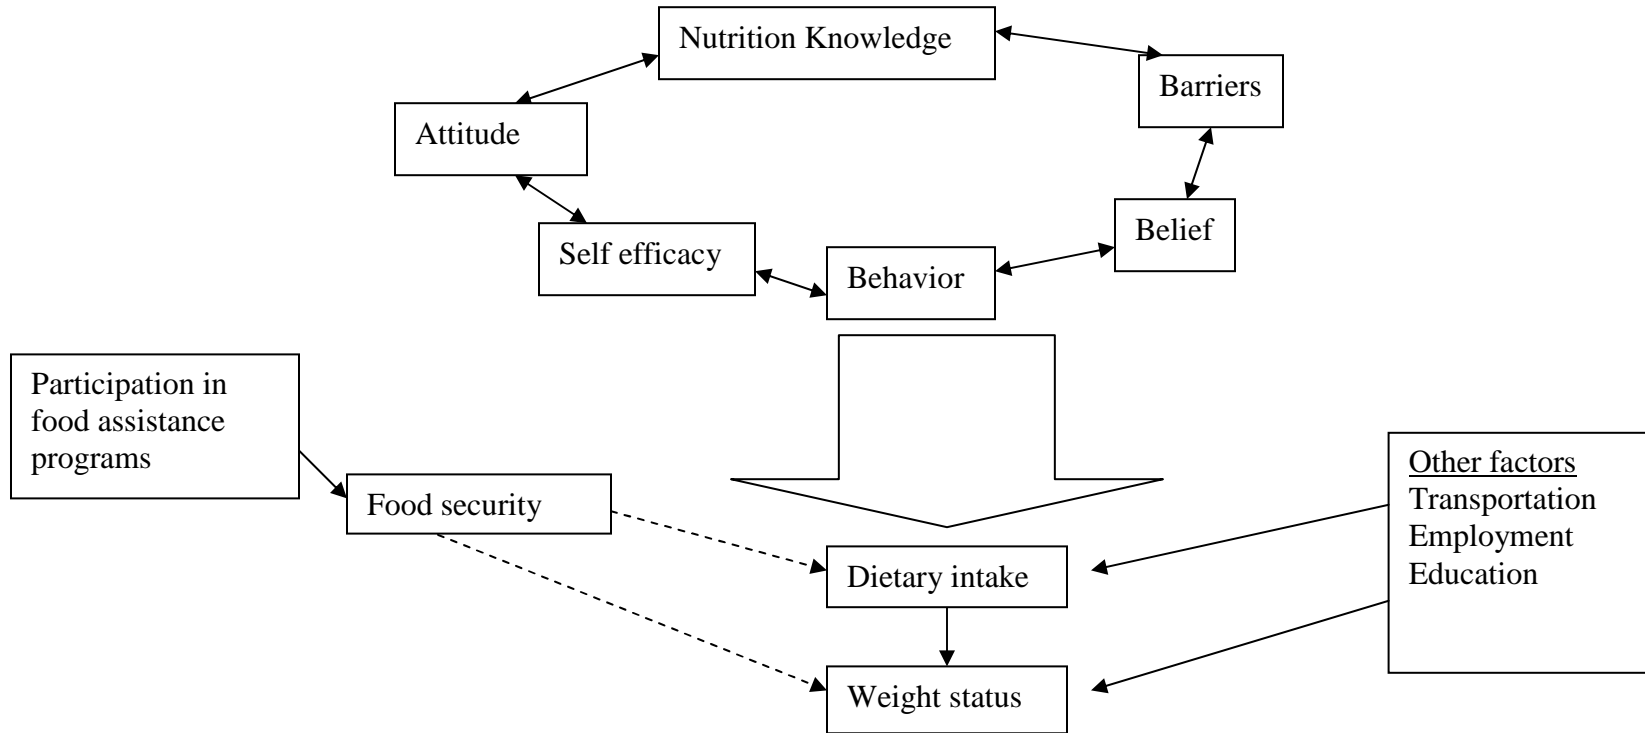 Nutrition Knowledge
Barriers
Attitude
Belief
Self efficacy
Behavior
Participation in
food assistance
programs
Food security
Other factors
Transportation
Employment
Education
Dietary intake
Weight status